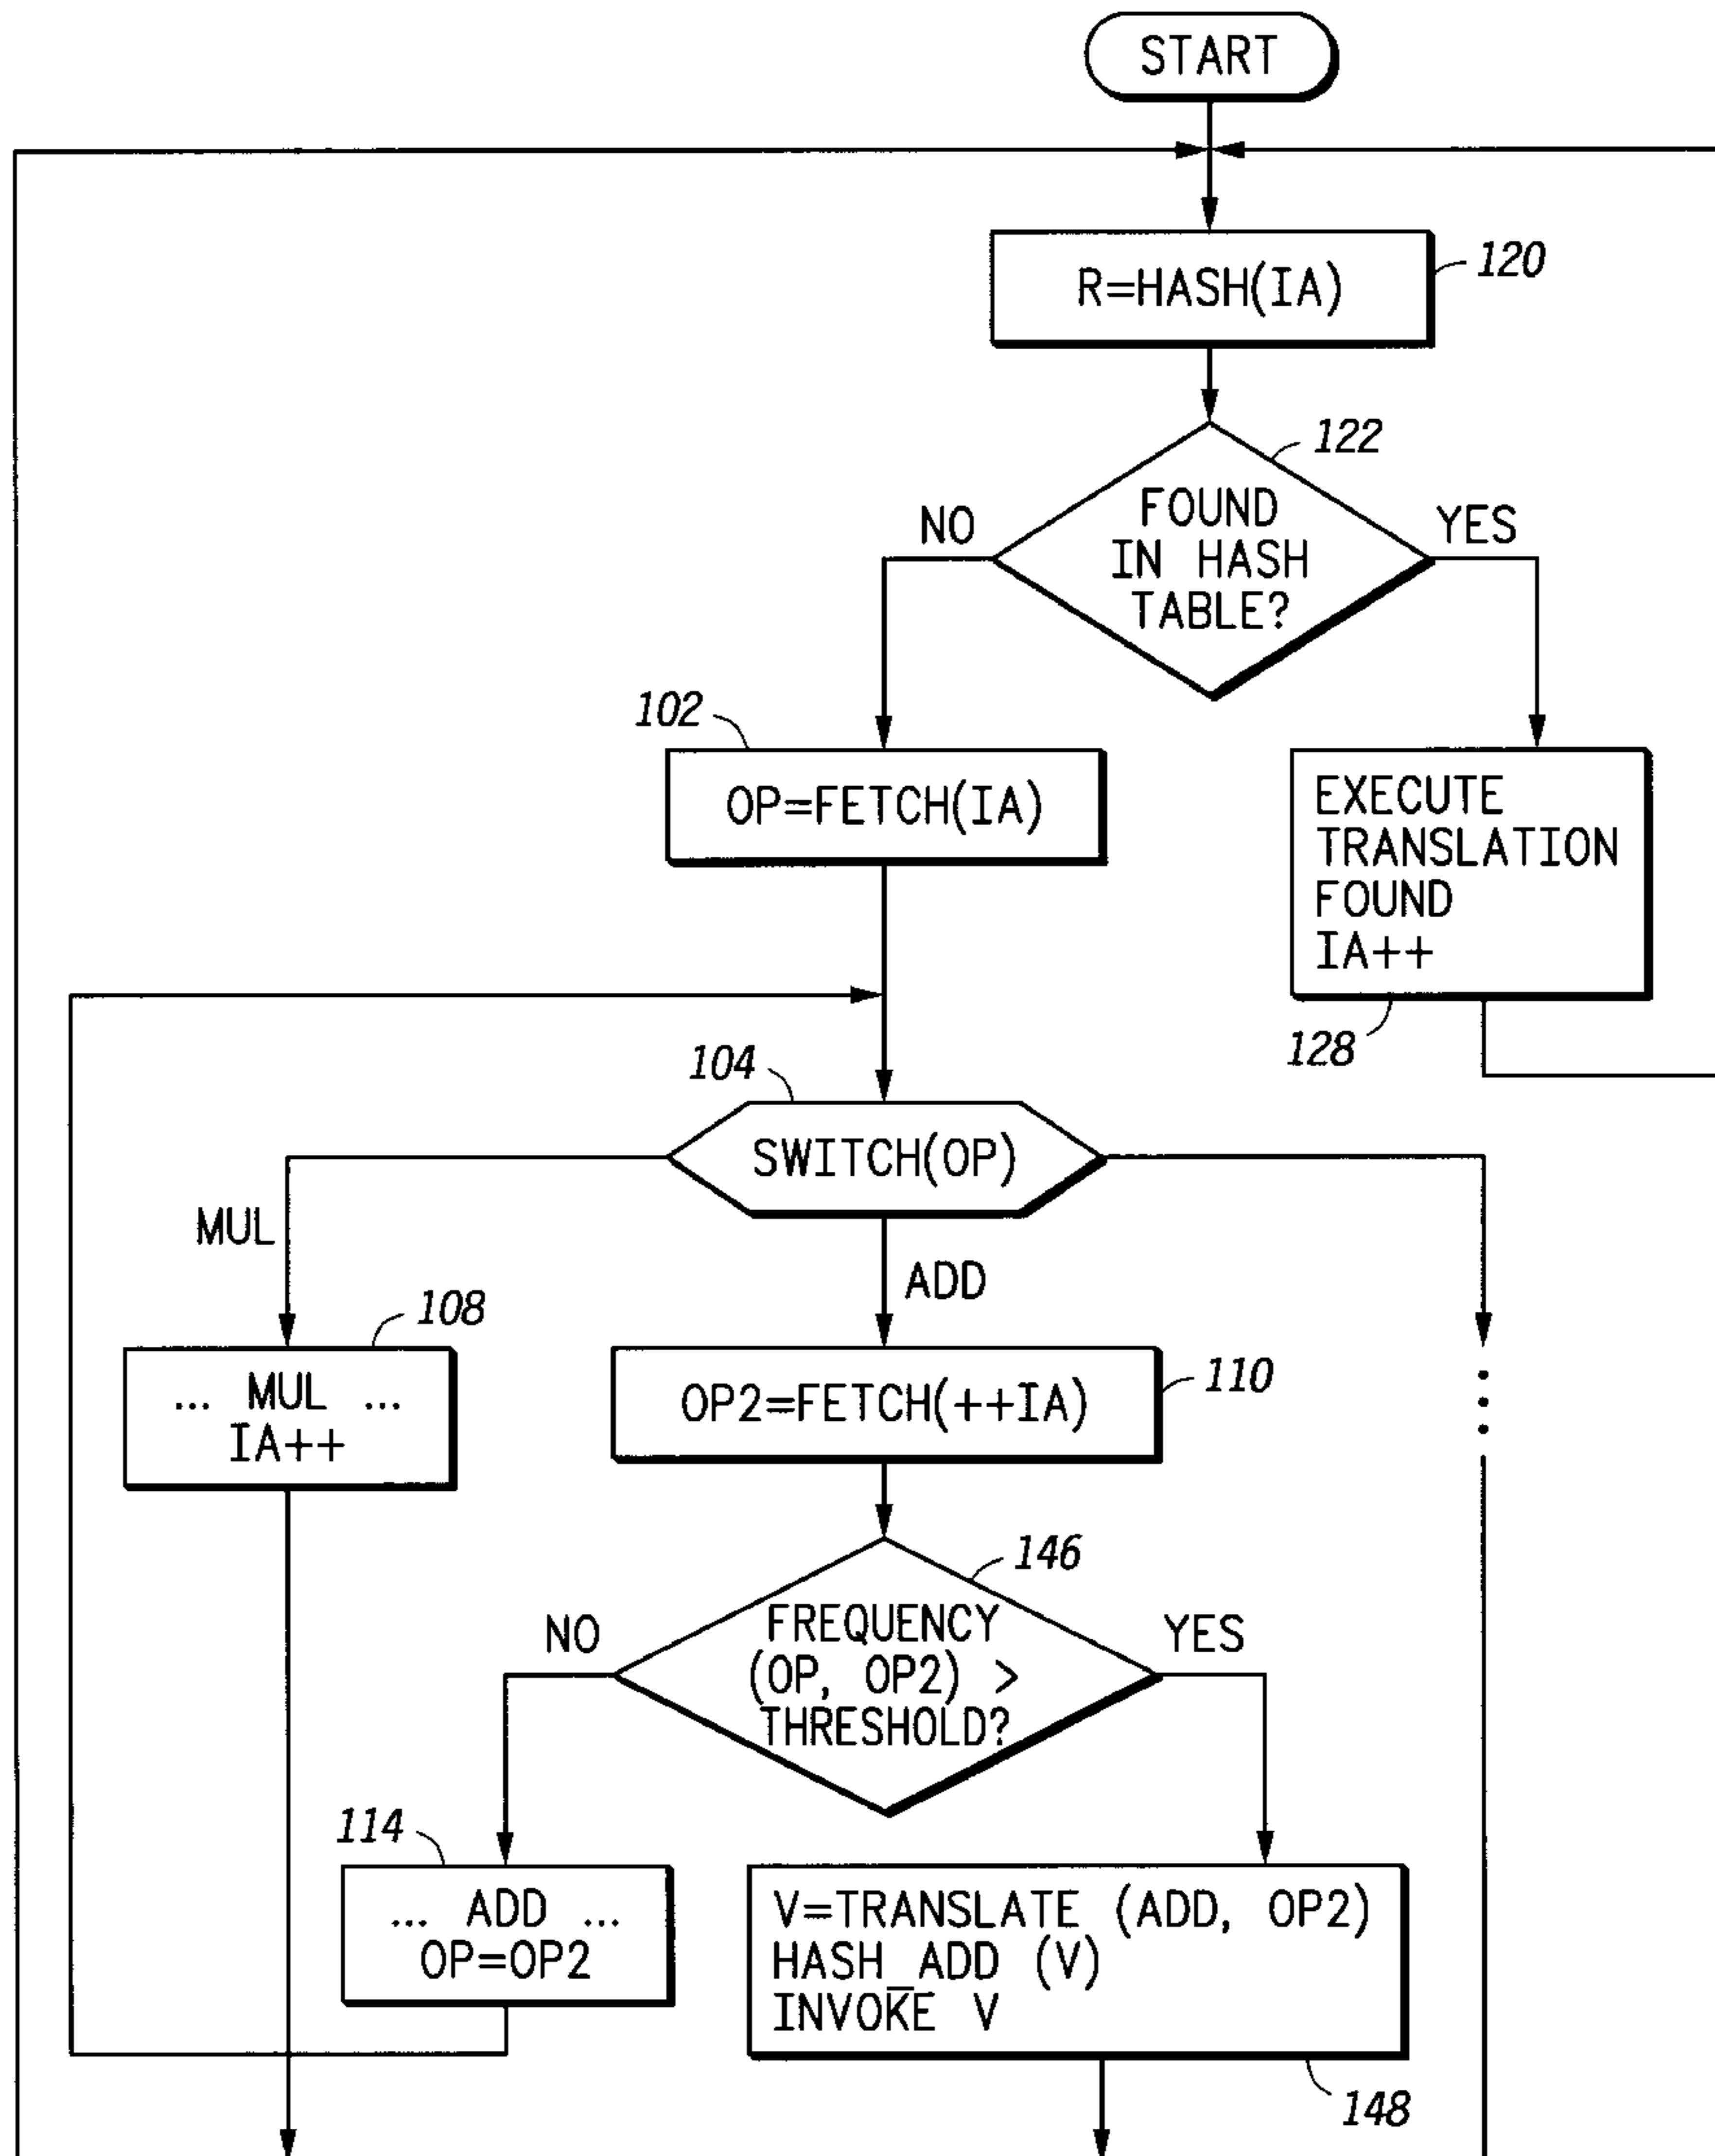 START
R=HASH(IA)
120
122
FOUND
IN HASH
TABLE?
NO
YES
102
OP=FETCH(IA)
EXECUTE
TRANSLATION
FOUND
IA++
128
104
SWITCH(OP)
MUL
ADD
108
... MUL ...
IA++
OP2=FETCH(++IA)
110
146
FREQUENCY
(OP, OP2) >
THRESHOLD?
NO
YES
114
... ADD ...
OP=OP2
V=TRANSLATE (ADD, OP2)
HASH_ADD (V)
INVOKE V
148